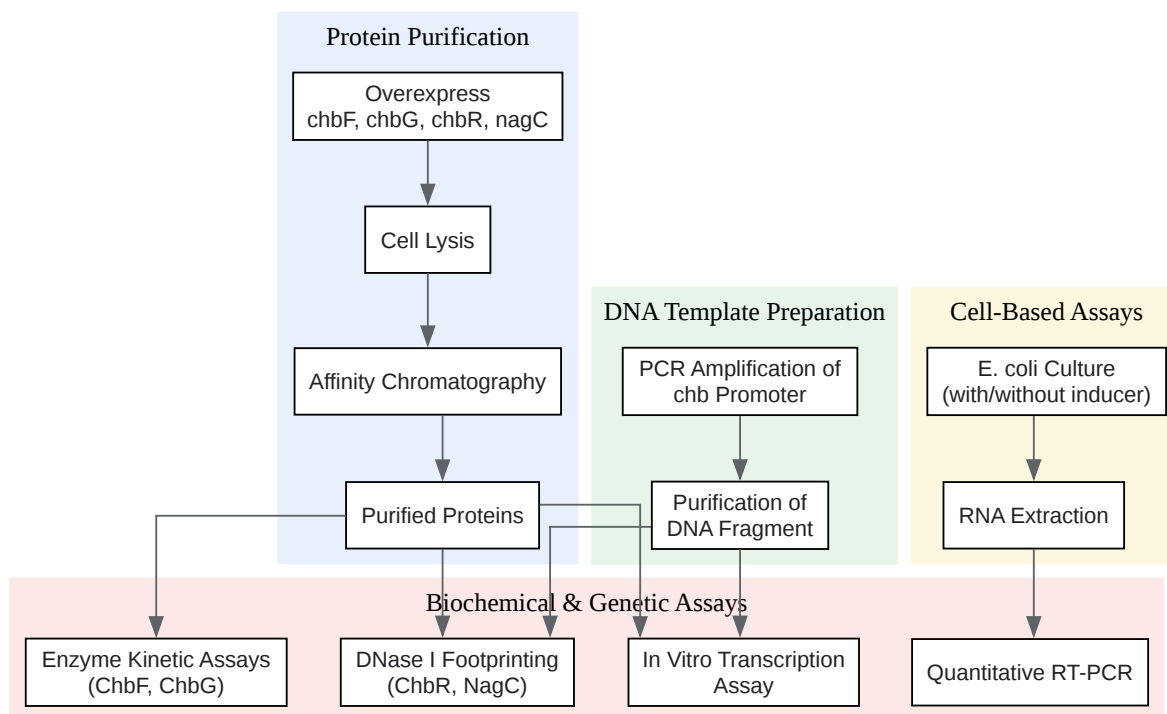 Protein Purification
Overexpress
chbF, chbG, chbR, nagC
Cell Lysis
Affinity Chromatography
Purified Proteins
DNA Template Preparation
PCR Amplification of
chb Promoter
Purification of
DNA Fragment
Cell-Based Assays
E. coli Culture
(with/without inducer)
RNA Extraction
Biochemical & Genetic Assays
Enzyme Kinetic Assays
(ChbF, ChbG)
DNase I Footprinting
(ChbR, NagC)
In Vitro Transcription
Assay
Quantitative RT-PCR